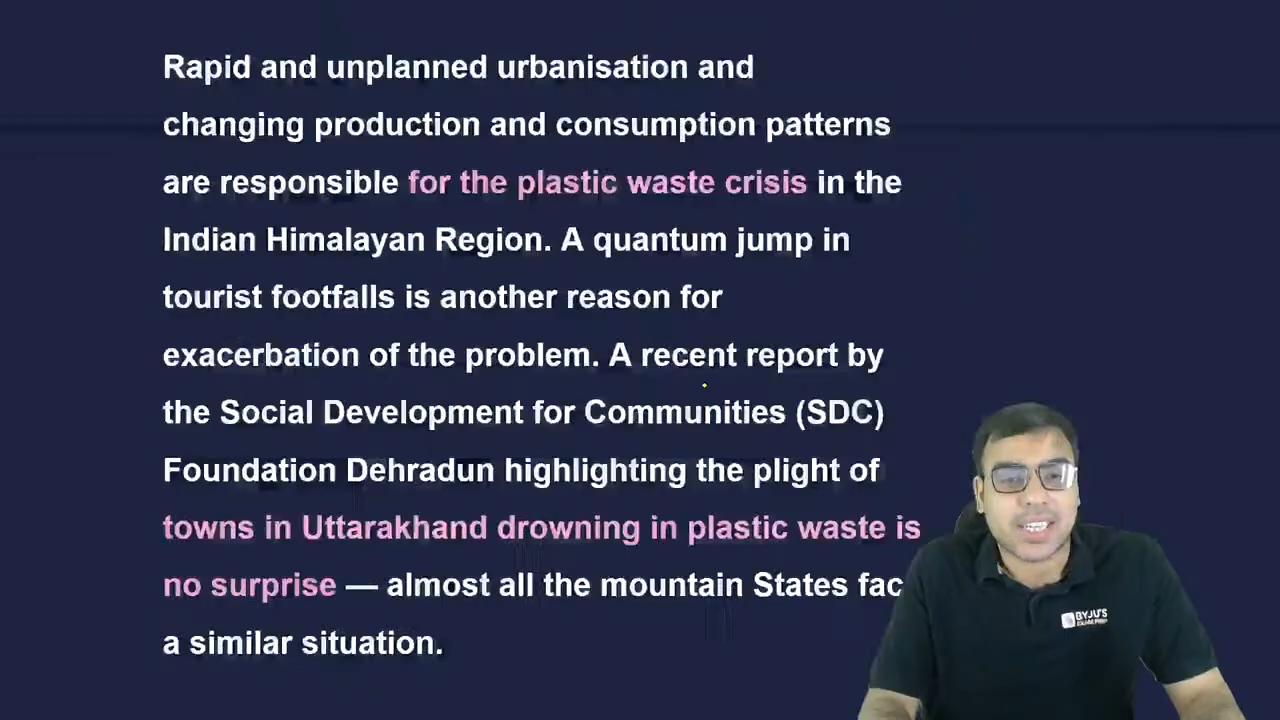 Rapid and unplanned urbanisation and
changing production and consumption patterns
are responsible for the plastic waste crisis in the
Indian Himalayan Region. A quantum jump in
tourist footfalls is another reason for
exacerbation of the problem. A recent report by
the Social Development for Communities (SDC)
Foundation Dehradun highlighting the plight of
towns in Uttarakhand drowning in plastic waste is
no surprise — almost all the mountain States fac
a similar situation.
BYJU'S
EXAM PREP